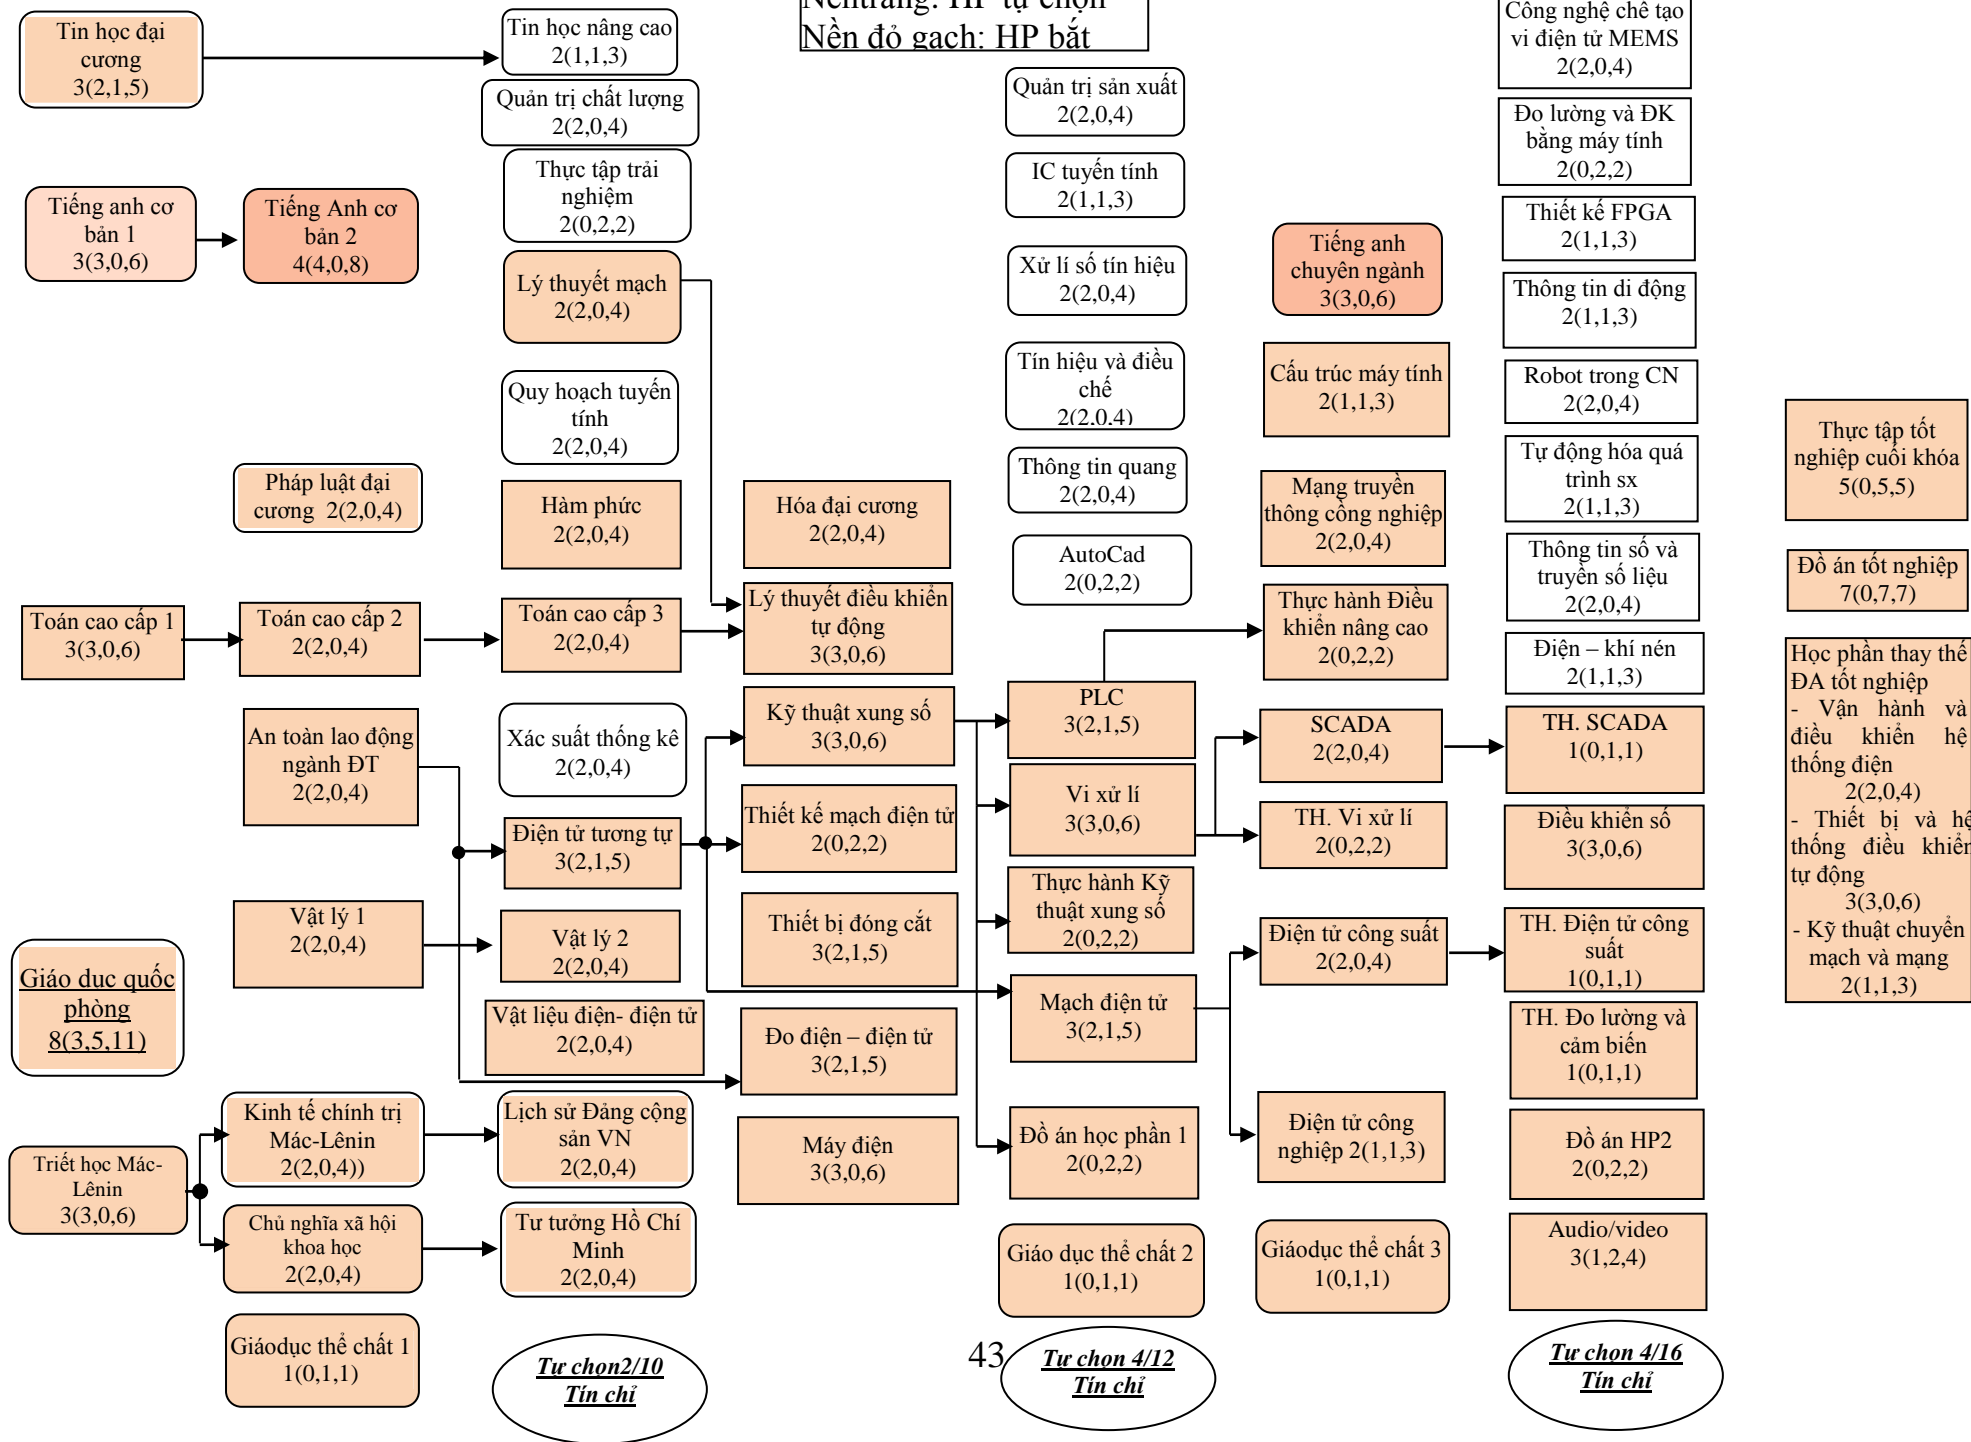 Nềntrắng: HP tự chọn
Nền đỏ gạch: HP bắt
Tin học đại
cương
3(2,1,5)
Tiếng anh cơ
bản 1
3(3,0,6)
Toán cao cấp 1
3(3,0,6)
Giáo dục quốc
phòng
8(3,5,11)
Triết học Mác-
Lênin
3(3,0,6)
Tiếng Anh cơ
bản 2
4(4,0,8)
Pháp luật đại
cương 2(2,0,4)
Toán cao cấp 2
2(2,0,4)
An toàn lao động
ngành ĐT
2(2,0,4)
Vật lý 1
2(2,0,4)
Kinh tế chính trị
Mác-Lênin
2(2,0,4))
Chủ nghĩa xã hội
khoa học
2(2,0,4)
Giáodục thể chất 1
1(0,1,1)
Tin học nâng cao
2(1,1,3)
Quản trị chất lượng
2(2,0,4)
Thực tập trải
nghiệm
2(0,2,2)
Lý thuyết mạch
2(2,0,4)
Quy hoạch tuyến
tính
2(2,0,4)
Hàm phức
2(2,0,4)
Toán cao cấp 3
2(2,0,4)
Xác suất thống kê
2(2,0,4)
Điện tử tương tự
3(2,1,5)
Vật lý 2
2(2,0,4)
Vật liệu điện- điện tử
2(2,0,4)
Lịch sử Đảng cộng
sản VN
2(2,0,4)
Tư tưởng Hồ Chí
Minh
2(2,0,4)
Tự chọn2/10
Tín chỉ
Hóa đại cương
2(2,0,4)
Lý thuyết điều khiển
tự động
3(3,0,6)
Kỹ thuật xung số
3(3,0,6)
Thiết kế mạch điện tử
2(0,2,2)
Thiết bị đóng cắt
3(2,1,5)
Đo điện – điện tử
3(2,1,5)
Máy điện
3(3,0,6)
Quản trị sản xuất
2(2,0,4)
IC tuyến tính
2(1,1,3)
Xử lí số tín hiệu
2(2,0,4)
Tín hiệu và điều
chế
2(2,0,4)
Thông tin quang
2(2,0,4)
AutoCad
2(0,2,2)
PLC
3(2,1,5)
Vi xử lí
3(3,0,6)
Thực hành Kỹ
thuật xung số
2(0,2,2)
Mạch điện tử
3(2,1,5)
Đồ án học phần 1
2(0,2,2)
Giáo dục thể chất 2
1(0,1,1)
43
Tự chọn 4/12
Tín chỉ
Tiếng anh
chuyên ngành
3(3,0,6)
Cấu trúc máy tính
2(1,1,3)
Mạng truyền
thông công nghiệp
2(2,0,4)
Thực hành Điều
khiển nâng cao
2(0,2,2)
SCADA
2(2,0,4)
TH. Vi xử lí
2(0,2,2)
Điện tử công suất
2(2,0,4)
Điện tử công
nghiệp 2(1,1,3)
Giáodục thể chất 3
1(0,1,1)
Công nghệ chế tạo
vi điện tử MEMS
2(2,0,4)
Đo lường và ĐK
bằng máy tính
2(0,2,2)
Thiết kế FPGA
2(1,1,3)
Thông tin di động
2(1,1,3)
Robot trong CN
2(2,0,4)
Tự động hóa quá
trình sx
2(1,1,3)
Thông tin số và
truyền số liệu
2(2,0,4)
Điện – khí nén
2(1,1,3)
TH. SCADA
1(0,1,1)
Điều khiển số
3(3,0,6)
TH. Điện tử công
suất
1(0,1,1)
TH. Đo lường và
cảm biến
1(0,1,1)
Đồ án HP2
2(0,2,2)
Audio/video
3(1,2,4)
Tự chọn 4/16
Tín chỉ
Thực tập tốt
nghiệp cuối khóa
5(0,5,5)
Đồ án tốt nghiệp
7(0,7,7)
Học phần thay thế
ĐA tốt nghiệp
- Vận hành và
điều khiển hệ
thống điện
2(2,0,4)
- Thiết bị và hệ
thống điều khiển
tự động
3(3,0,6)
- Kỹ thuật chuyển
mạch và mạng
2(1,1,3)